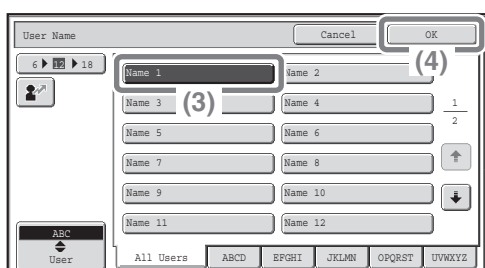 User Name Cancel OK
6 12 18
(4)
Name 1 Name 2
(3)
Name 3 Name 4
1
2
Name 5 Name 6
Name 7 Name 8
Name 9 Name 10
Name 11 Name 12
ABC
User
All Users ABCD EFGHI JKLMN OPQRST UVWXYZ